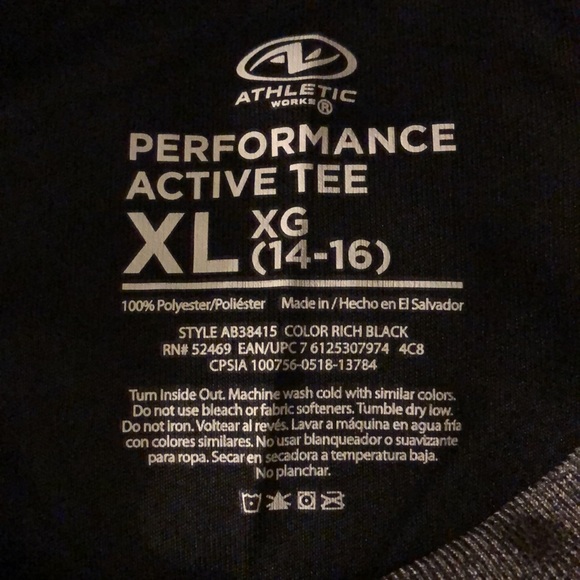 ATHLETIC
WORKS®
PERFORMANCE
ACTIVE TEE
XL XG
(14-16)
100% Polyester/Poliéster Made in / Hecho en El Salvador
STYLE AB38415 COLOR RICH BLACK
RN# 52469 EAN/UPC 7 6125307974 4C8
CPSIA 100756-0518-13784
Turn Inside Out. Machine wash cold with similar colors.
Do not use bleach or fabric softeners. Tumble dry low.
Do not iron. Voltear al revés. Lavar a máquina en agua fría
con colores similares. No usar blanqueador o suavizante
para ropa. Secar en secadora a temperatura baja.
No planchar.